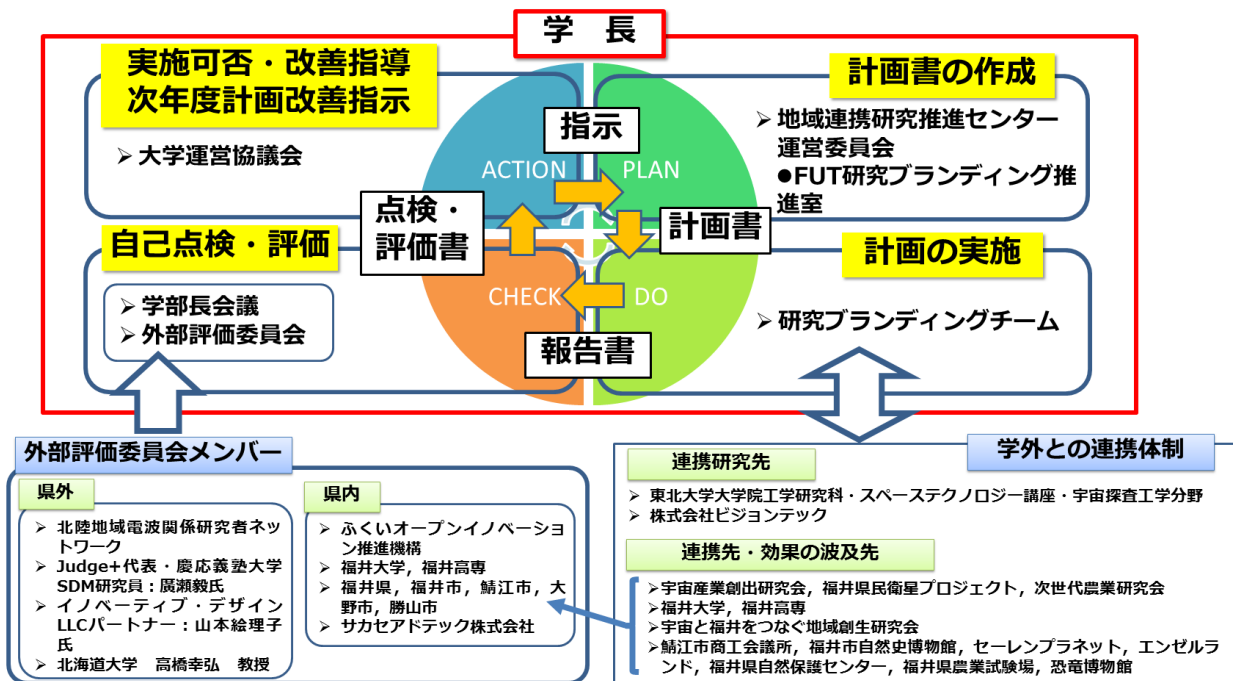 学　長
実施可否・改善指導
次年度計画改善指示
➢ 大学運営協議会
計画書の作成
➢ 地域連携研究推進センター
運営委員会
●FUT研究ブランディング推
進室
指示
ACTION
PLAN
点検・
評価書
計画書
自己点検・評価
➢ 学部長会議
➢ 外部評価委員会
計画の実施
➢ 研究ブランディングチーム
CHECK
DO
報告書
外部評価委員会メンバー
県外
➢ 北陸地域電波関係研究者ネッ
トワーク
➢ Judge+代表・慶応義塾大学
SDM研究員：廣瀬毅氏
➢ イノベーティブ・デザイン
LLCパートナー：山本絵理子
氏
➢ 北海道大学　高橋幸弘　教授
県内
➢ ふくいオープンイノベーショ
ン推進機構
➢ 福井大学，福井高専
➢ 福井県，福井市，鯖江市，大
野市，勝山市
➢ サカセアドテック株式会社
学外との連携体制
連携研究先
➢ 東北大学大学院工学研究科・スペーステクノロジー講座・宇宙探査工学分野
➢ 株式会社ビジョンテック
連携先・効果の波及先
➢宇宙産業創出研究会，福井県民衛星プロジェクト，次世代農業研究会
➢福井大学，福井高専
➢宇宙と福井をつなぐ地域創生研究会
➢鯖江市商工会議所，福井市自然史博物館，セーレンプラネット，エンゼルラ
ンド，福井県自然保護センター，福井県農業試験場，恐竜博物館